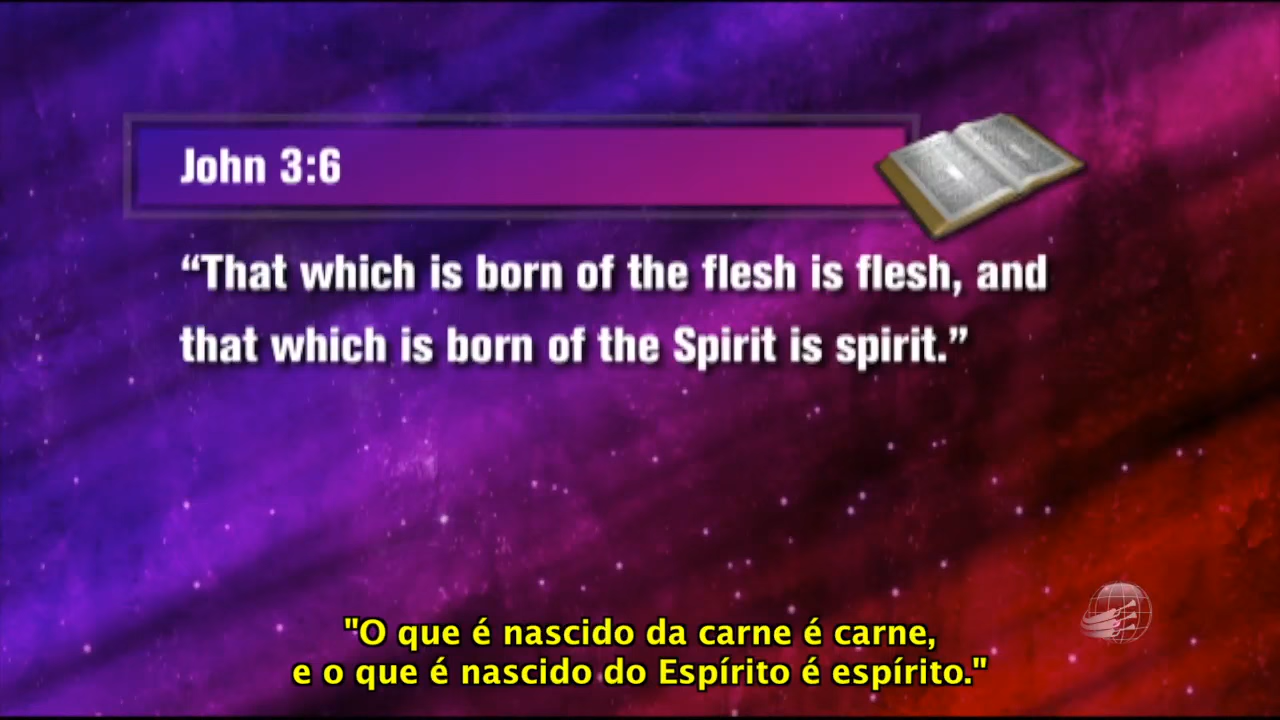 John 3:6
“That which is born of the flesh is flesh, and
that which is born of the Spirit is spirit.”
"O que é nascido da carne é carne,
e o que é nascido do Espírito é espírito."